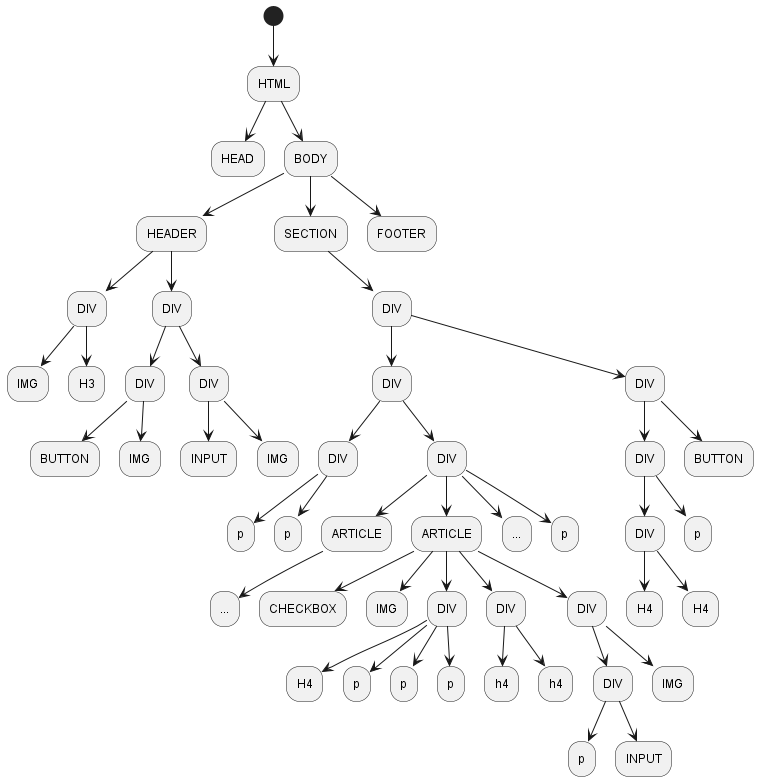 HTML
HEAD
BODY
HEADER
SECTION
FOOTER
DIV
DIV
DIV
IMG
H3
DIV
DIV
DIV
DIV
BUTTON
IMG
INPUT
IMG
DIV
DIV
DIV
BUTTON
p
p
ARTICLE
ARTICLE
...
p
DIV
p
...
CHECKBOX
IMG
DIV
DIV
DIV
H4
H4
H4
p
p
p
h4
h4
DIV
IMG
p
INPUT